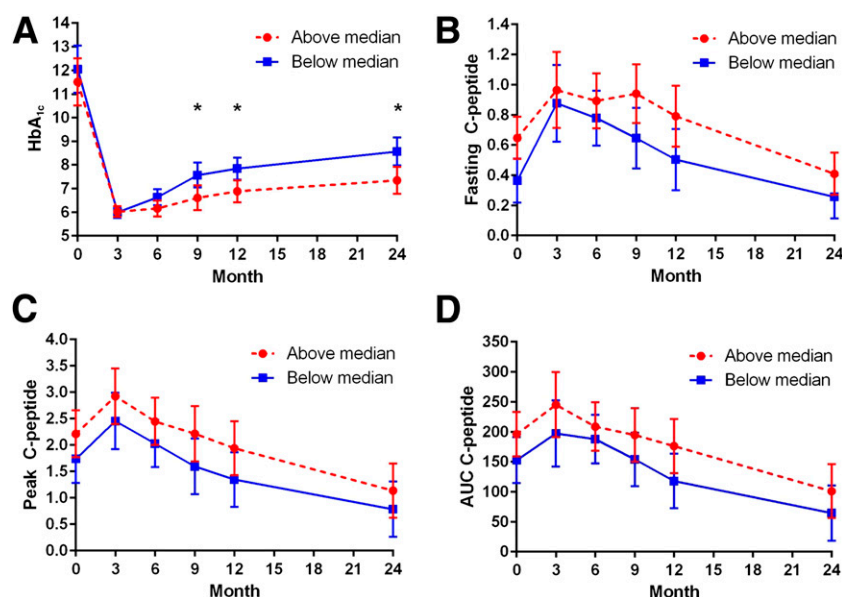 A
14
13
12
11
10
9
8
7
6
5
HbA1c
Above median
Below median
* * *
0 3 6 9 12 15 18 21 24
Month
B
1.4
1.2
1.0
0.8
0.6
0.4
0.2
0.0
Fasting C-peptide
Above median
Below median
0 3 6 9 12 15 18 21 24
Month
C
4.0
3.5
3.0
2.5
2.0
1.5
1.0
0.5
0.0
Peak C-peptide
Above median
Below median
0 3 6 9 12 15 18 21 24
Month
D
350
300
250
200
150
100
50
0
AUC C-peptide
Above median
Below median
0 3 6 9 12 15 18 21 24
Month